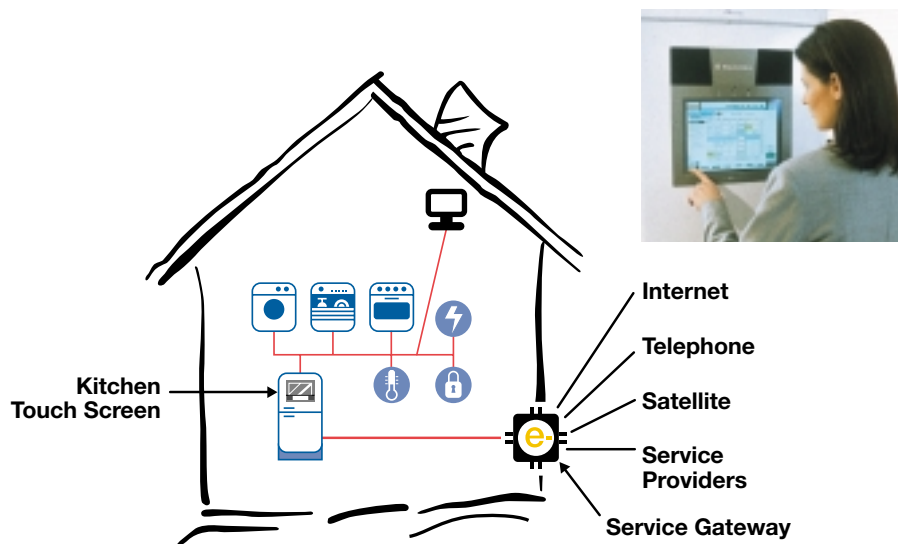 Internet
Telephone
Kitchen
Touch Screen
Satellite
e-
Service
Providers
Service Gateway